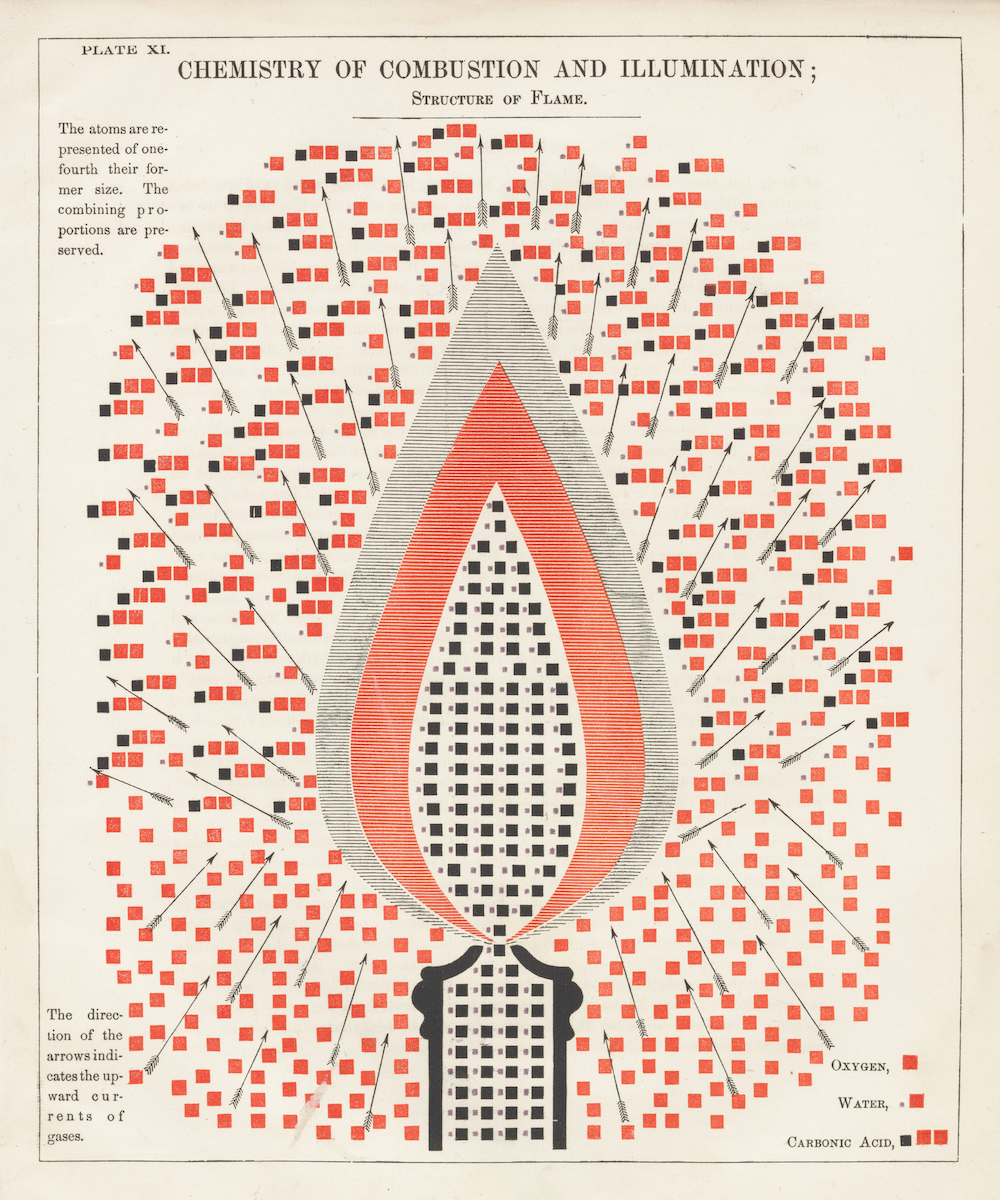 PLATE XI.
CHEMISTRY OF COMBUSTION AND ILLUMINATION;
STRUCTURE OF FLAME.
The atoms are re-
presented of one-
fourth their for-
mer size. The
combining pro-
portions are pre-
served.
The direc-
tion of the
arrows indi-
cates the up-
ward cur-
rents of
gases.
OXYGEN,
WATER,
CARBONIC ACID,